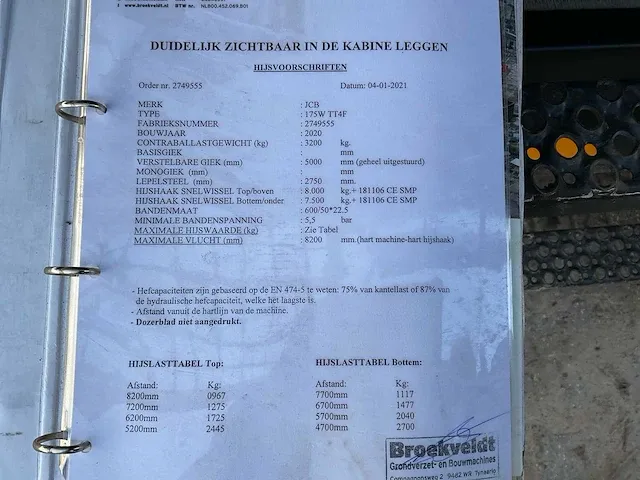 www.broekveldt.nl BTW nr. NL800.452.069.B01
DUIDELIJK ZICHTBAAR IN DE KABINE LEGGEN
HIJSVOORSCHRIFTEN
Order nr. 2749555 Datum: 04-01-2021
MERK : JCB
TYPE : 175W TT4F
FABRIEKSNUMMER : 2749555
BOUWJAAR : 2020
CONTRABALLASTGEWICHT (kg) : 3200 kg.
BASISGIEK : mm
VERSTELBARE GIEK (mm) : 5000 mm (geheel uitgestuurd)
MONOGIEK (mm) : mm
LEPELSTEEL (mm) : 2750 mm.
HIJSHAAK SNELWISSEL Top/boven : 8.000 kg.+ 181106 CE SMP
HIJSHAAK SNELWISSEL Bottem/onder : 7.500 kg.+ 181106 CE SMP
BANDENMAAT : 600/50*22.5
MINIMALE BANDENSPANNING : 5,5 bar
MAXIMALE HIJSWAARDE (kg) : Zie Tabel
MAXIMALE VLUCHT (mm) : 8200 mm.(hart machine-hart hijshaak)
- Hefcapaciteiten zijn gebaseerd op de EN 474-5 te weten: 75% van kantellast of 87% van
de hydraulische hefcapaciteit, welke het laagste is.
- Afstand vanuit de hartlijn van de machine.
- Dozerblad niet aangedrukt.
HIJSLASTTABEL Top: HIJSLASTTABEL Bottem:
Afstand: Kg: Afstand: Kg:
8200mm 0967 7700mm 1117
7200mm 1275 6700mm 1477
6200mm 1725 5700mm 2040
5200mm 2445 4700mm 2700
Broekveldt
Grondverzet- en Bouwmachines
Compagnonsweg 2 9482 WR Tynaarlo